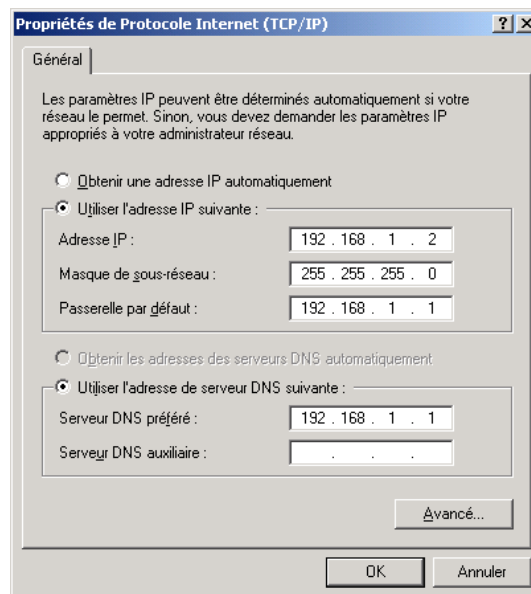 Propriétés de Protocole Internet (TCP/IP)
Général
Les paramètres IP peuvent être déterminés automatiquement si votre
réseau le permet. Sinon, vous devez demander les paramètres IP
appropriés à votre administrateur réseau.
Obtenir une adresse IP automatiquement
Utiliser l'adresse IP suivante :
Adresse IP : 192 . 168 . 1 . 2
Masque de sous-réseau : 255 . 255 . 255 . 0
Passerelle par défaut : 192 . 168 . 1 . 1
Obtenir les adresses des serveurs DNS automatiquement
Utiliser l'adresse de serveur DNS suivante :
Serveur DNS préféré : 192 . 168 . 1 . 1
Serveur DNS auxiliaire : . . .
Avancé...
OK Annuler